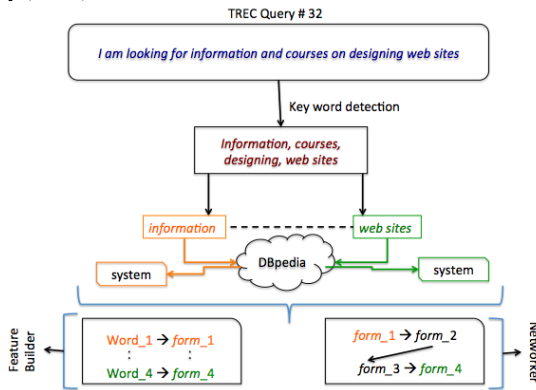 TREC Query # 32
I am looking for information and courses on designing web sites
Key word detection
Information, courses,
designing, web sites
information
web sites
DBpedia
system
system
Feature
Builder
Word_1 → form_1
: :
Word_4 → form_4
form_1 → form_2
form_3 → form_4
Networker